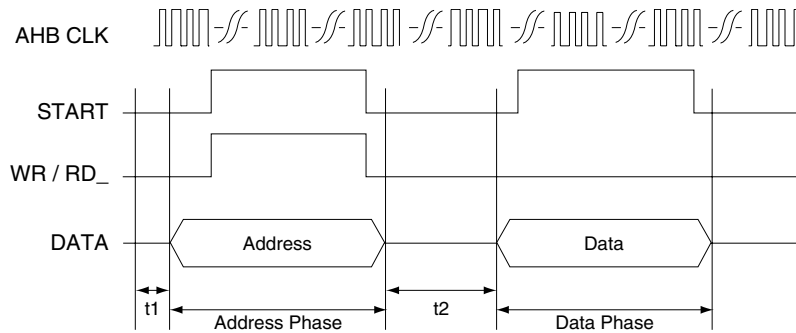 AHB CLK
START
WR / RD_
DATA
Address
Data
t1
Address Phase
t2
Data Phase